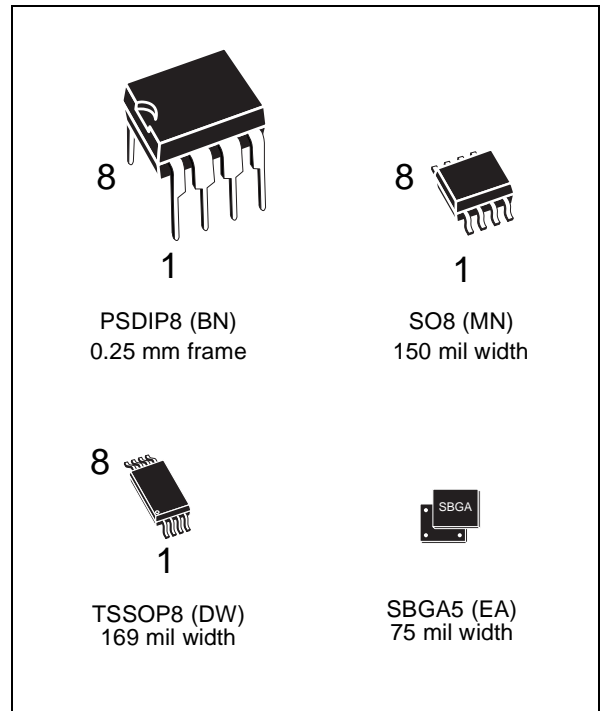 8
1
PSDIP8 (BN)
0.25 mm frame
8
1
SO8 (MN)
150 mil width
8
1
TSSOP8 (DW)
169 mil width
SBGA
SBGA5 (EA)
75 mil width